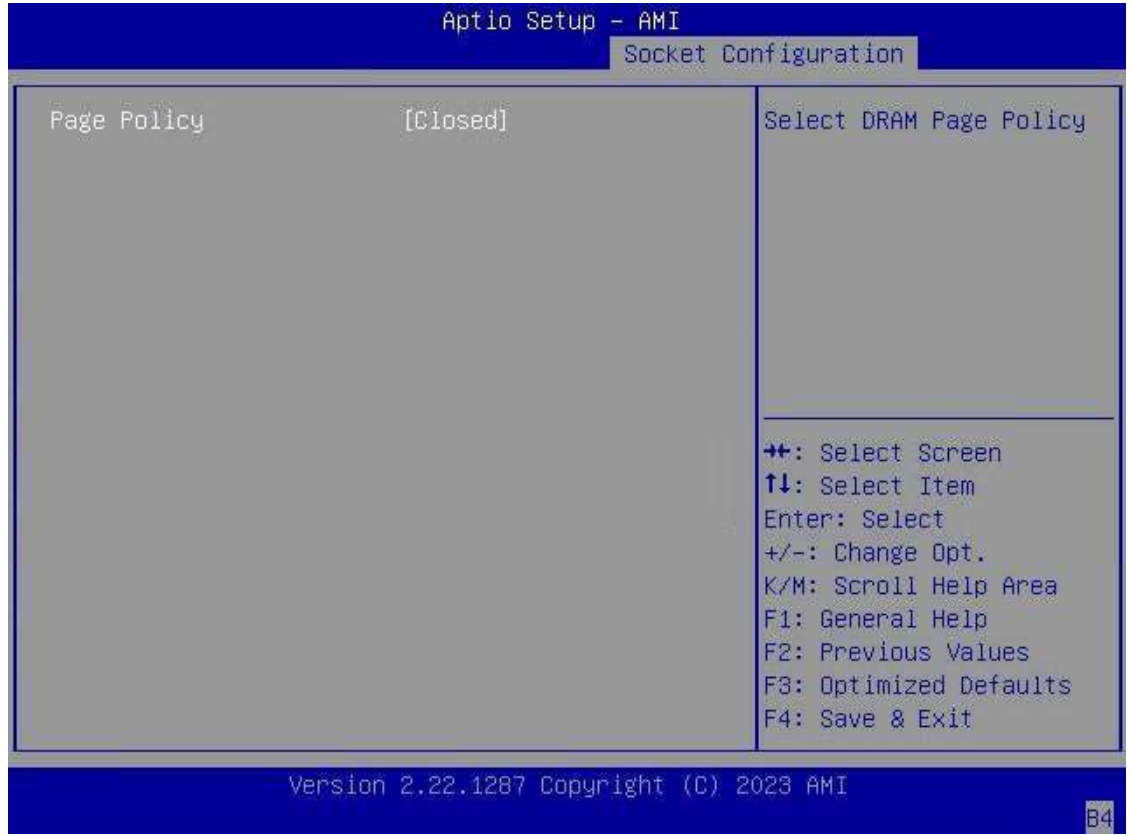 Aptio Setup – AMI
Socket Configuration
Page Policy [Closed]
Select DRAM Page Policy
→←: Select Screen
↑↓: Select Item
Enter: Select
+/-: Change Opt.
K/M: Scroll Help Area
F1: General Help
F2: Previous Values
F3: Optimized Defaults
F4: Save & Exit
Version 2.22.1287 Copyright (C) 2023 AMI
B4